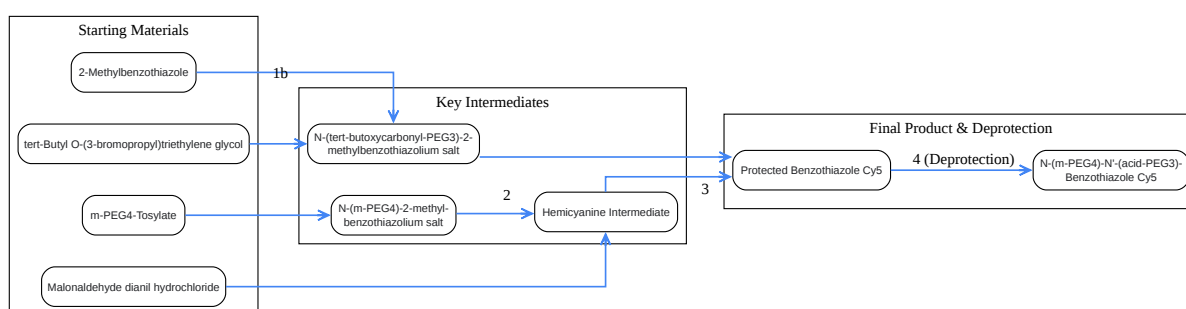 Starting Materials
2-Methylbenzothiazole
1b
tert-Butyl O-(3-bromopropyl)triethylene glycol
m-PEG4-Tosylate
Malonaldehyde dianil hydrochloride
Key Intermediates
N-(tert-butoxycarbonyl-PEG3)-2-
methylbenzothiazolium salt
N-(m-PEG4)-2-methyl-
benzothiazolium salt
2
Hemicyanine Intermediate
3
Final Product & Deprotection
Protected Benzothiazole Cy5
4 (Deprotection)
N-(m-PEG4)-N'-(acid-PEG3)-
Benzothiazole Cy5